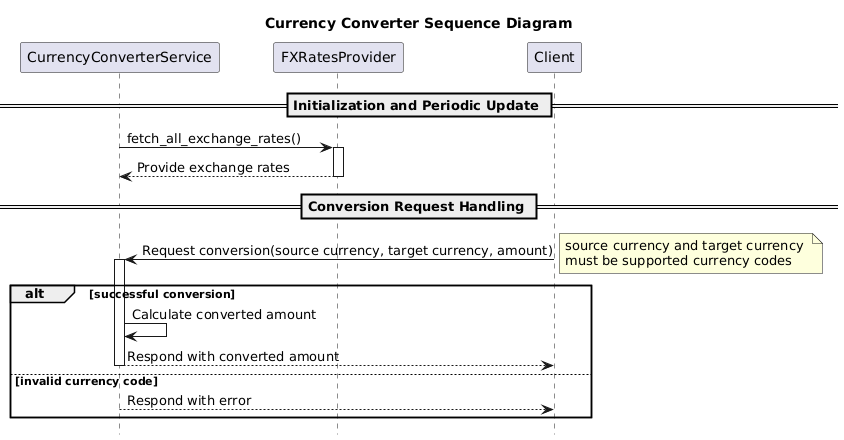 Currency Converter Sequence Diagram
CurrencyConverterService
FXRatesProvider
Client
Initialization and Periodic Update
fetch_all_exchange_rates()
Provide exchange rates
Conversion Request Handling
Request conversion(source currency, target currency, amount)
source currency and target currency
must be supported currency codes
alt
[successful conversion]
Calculate converted amount
Respond with converted amount
[invalid currency code]
Respond with error